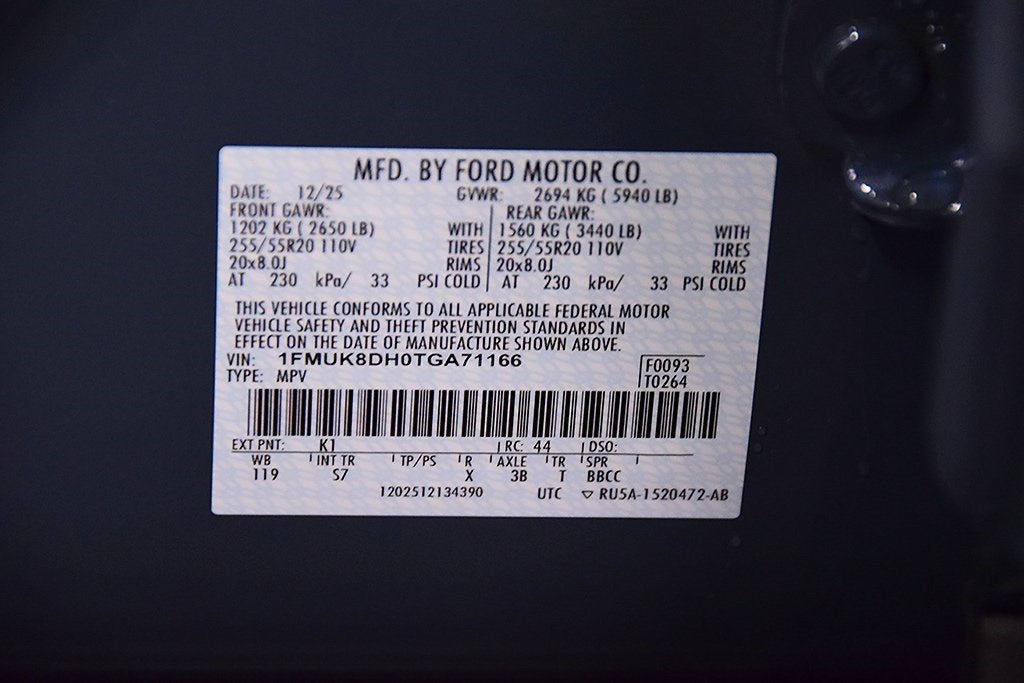 MFD. BY FORD MOTOR CO.
DATE: 12/25 GVWR: 2694 KG ( 5940 LB)
FRONT GAWR: REAR GAWR:
1202 KG ( 2650 LB) WITH 1560 KG ( 3440 LB) WITH
255/55R20 110V TIRES 255/55R20 110V TIRES
20x8.0J RIMS 20x8.0J RIMS
AT 230 kPa/ 33 PSI COLD AT 230 kPa/ 33 PSI COLD
THIS VEHICLE CONFORMS TO ALL APPLICABLE FEDERAL MOTOR
VEHICLE SAFETY AND THEFT PREVENTION STANDARDS IN
EFFECT ON THE DATE OF MANUFACTURE SHOWN ABOVE.
VIN: 1FMUK8DH0TGA71166 F0093
TYPE: MPV T0264
EXT PNT: K1 RC: 44 DSO:
WB INT TR TP/PS R AXLE TR SPR
119 S7 X 3B T BBCC
1202512134390 UTC ▽ RU5A-1520472-AB